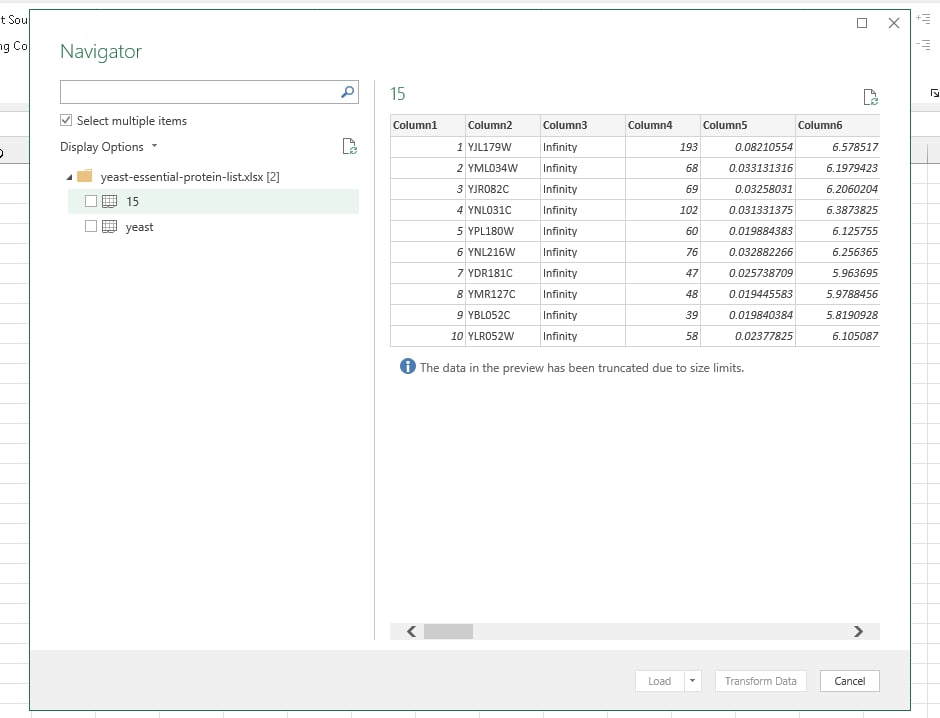 t Sou
ng Co
Navigator
Select multiple items
Display Options
yeast-essential-protein-list.xlsx [2]
15
yeast
15
Column1 Column2 Column3 Column4 Column5 Column6
1 YJL179W Infinity 193 0.08210554 6.578517
2 YML034W Infinity 68 0.033131316 6.1979423
3 YJR082C Infinity 69 0.03258031 6.2060204
4 YNL031C Infinity 102 0.031331375 6.3873825
5 YPL180W Infinity 60 0.019884383 6.125755
6 YNL216W Infinity 76 0.032882266 6.256365
7 YDR181C Infinity 47 0.025738709 5.963695
8 YMR127C Infinity 48 0.019445583 5.9788456
9 YBL052C Infinity 39 0.019840384 5.8190928
10 YLR052W Infinity 58 0.02377825 6.105087
The data in the preview has been truncated due to size limits.
Load Transform Data Cancel